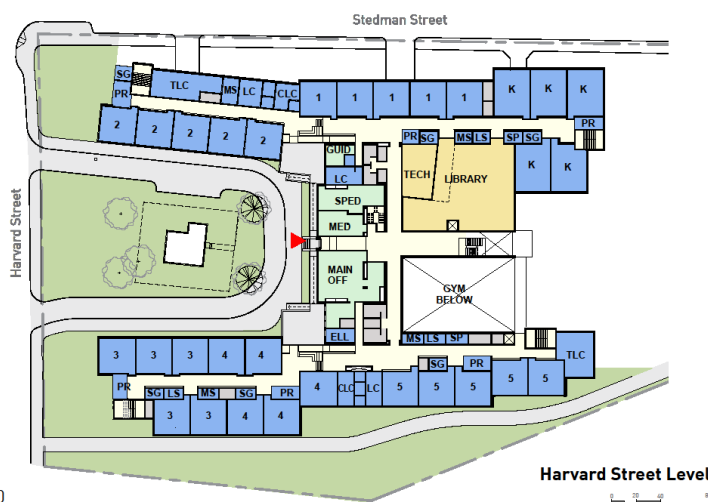 Stedman Street
Harvard Street
SG
TLC
MS
LC
CLC
PR
1 1 1 1 1
K K K
PR
2 2 2 2 2
PR SG
MS LS
SP SG
GUID
LC
TECH
LIBRARY
K K
SPED
MED
MAIN
OFF
GYM
BELOW
ELL
MS LS SP
3 3 3 4 4
TLC
PR
SG LS
MS
SG
PR
4
CLC
LC
SG
PR
5 5 5 5 5
3 3 4 4
Harvard Street Level
0 20 40